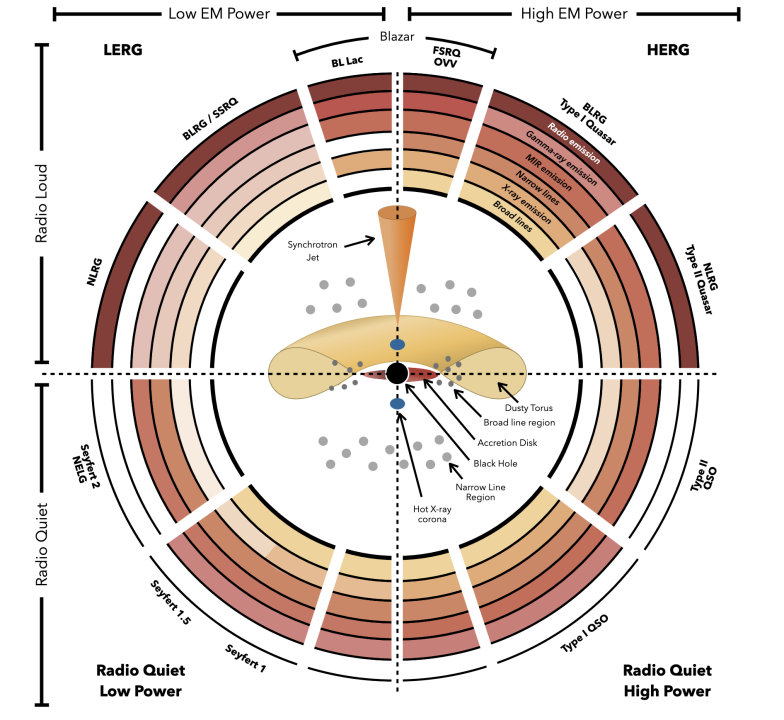 Low EM Power
High EM Power
LERG
Blazar
HERG
BL Lac
FSRQ
OVV
BLRG / SSRQ
BLRG
Type I Quasar
Radio emission
Gamma-ray emission
MIR emission
Narrow lines
X-ray emission
Broad lines
Radio Loud
NLRG
NLRG
Type II Quasar
Synchrotron
Jet
Dusty Torus
Broad line region
Accretion Disk
Black Hole
Narrow Line
Region
Hot X-ray
corona
Radio Quiet
Seyfert 2
NELG
Type II
QSO
Seyfert 1.5
Seyfert 1
Type I QSO
Radio Quiet
Low Power
Radio Quiet
High Power